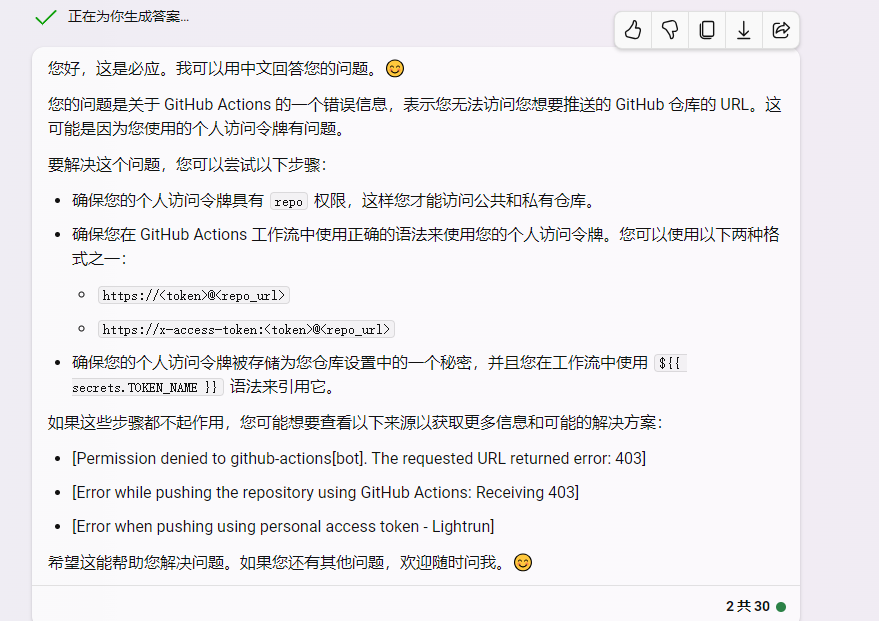 正在为你生成答案...
您好，这是必应。我可以用中文回答您的问题。😊
您的问题是关于 GitHub Actions 的一个错误信息，表示您无法访问您想要推送的 GitHub 仓库的 URL。这
可能是因为您使用的个人访问令牌有问题。
要解决这个问题，您可以尝试以下步骤：
• 确保您的个人访问令牌具有 repo 权限，这样您才能访问公共和私有仓库。
• 确保您在 GitHub Actions 工作流中使用正确的语法来使用您的个人访问令牌。您可以使用以下两种格
式之一：
◦ https://<token>@<repo_url>
◦ https://x-access-token:<token>@<repo_url>
• 确保您的个人访问令牌被存储为您仓库设置中的一个秘密，并且您在工作流中使用 ${{
secrets.TOKEN_NAME }} 语法来引用它。
如果这些步骤都不起作用，您可能想要查看以下来源以获取更多信息和可能的解决方案：
• [Permission denied to github-actions[bot]. The requested URL returned error: 403]
• [Error while pushing the repository using GitHub Actions: Receiving 403]
• [Error when pushing using personal access token - Lightrun]
希望这能帮助您解决问题。如果您还有其他问题，欢迎随时问我。😊
2 共 30